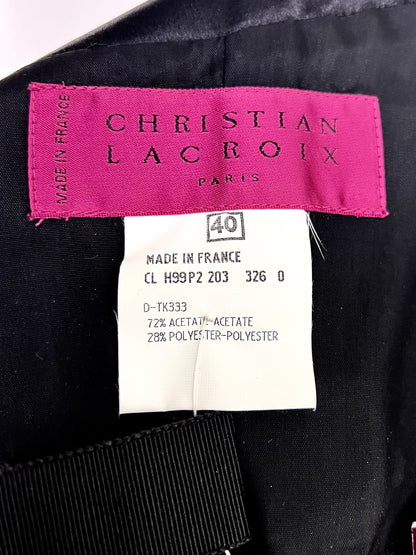 MADE IN FRANCE
CHRISTIAN
LACROIX
PARIS
40
MADE IN FRANCE
CL H99P2 203 326 0
D-TK333
72% ACETATE-ACETATE
28% POLYESTER-POLYESTER